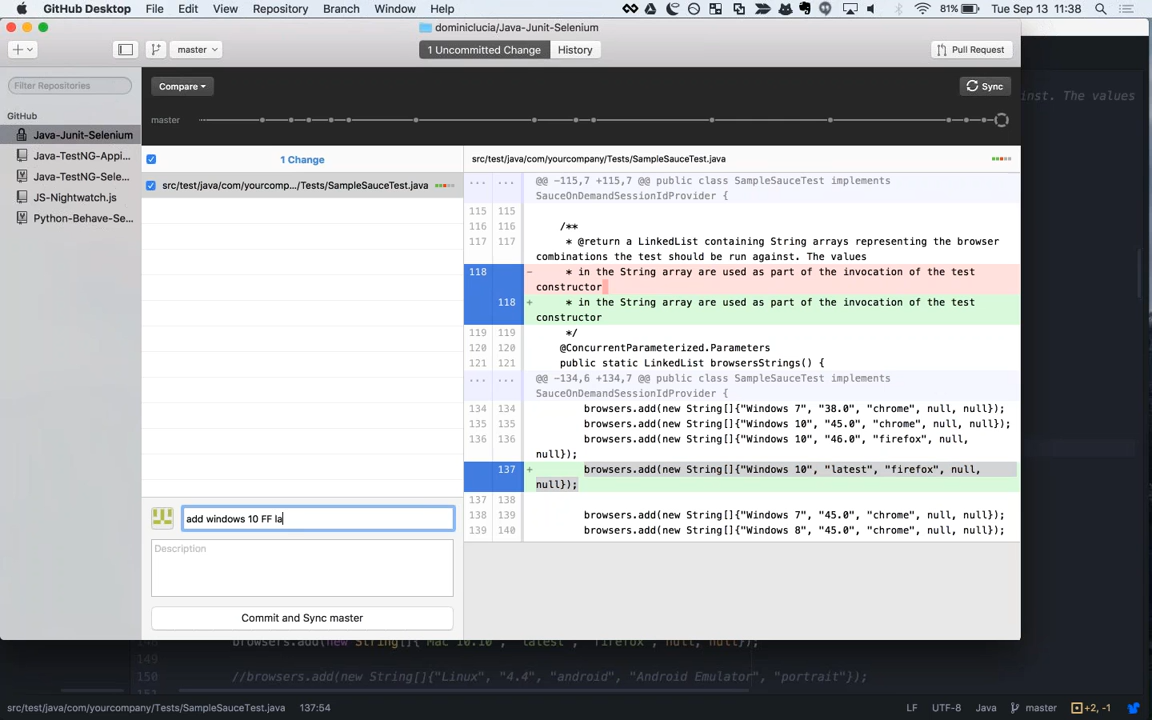 GitHub Desktop File Edit View Repository Branch Window Help 81% Tue Sep 13 11:38
dominiclucia/Java-Junit-Selenium
master 1 Uncommitted Change History Pull Request
Filter Repositories
Compare Sync
GitHub
master
Java-Junit-Selenium
Java-TestNG-Appi...
Java-TestNG-Sele...
JS-Nightwatch.js
Python-Behave-Se...
1 Change
src/test/java/com/yourcomp.../Tests/SampleSauceTest.java
src/test/java/com/yourcompany/Tests/SampleSauceTest.java
... ... @@ -115,7 +115,7 @@ public class SampleSauceTest implements
SauceOnDemandSessionIdProvider {
115 115
116 116 /**
117 117 * @return a LinkedList containing String arrays representing the browser
combinations the test should be run against. The values
118 - * in the String array are used as part of the invocation of the test
constructor
118 + * in the String array are used as part of the invocation of the test
constructor
119 119 */
120 120 @ConcurrentParameterized.Parameters
121 121 public static LinkedList browsersStrings() {
... ... @@ -134,6 +134,7 @@ public class SampleSauceTest implements
SauceOnDemandSessionIdProvider {
134 134 browsers.add(new String[]{"Windows 7", "38.0", "chrome", null, null});
135 135 browsers.add(new String[]{"Windows 10", "45.0", "chrome", null, null});
136 136 browsers.add(new String[]{"Windows 10", "46.0", "firefox", null,
null});
137 + browsers.add(new String[]{"Windows 10", "latest", "firefox", null,
null});
137 138
138 139 browsers.add(new String[]{"Windows 7", "45.0", "chrome", null, null});
139 140 browsers.add(new String[]{"Windows 8", "45.0", "chrome", null, null});
add windows 10 FF la
Description
Commit and Sync master
inst. The values
browsers.add(new String[]{"Mac 10.10", "latest", "firefox", null, null});
149
150 //browsers.add(new String[]{"Linux", "4.4", "android", "Android Emulator", "portrait"});
src/test/java/com/yourcompany/Tests/SampleSauceTest.java 137:54 LF UTF-8 Java master +2, -1